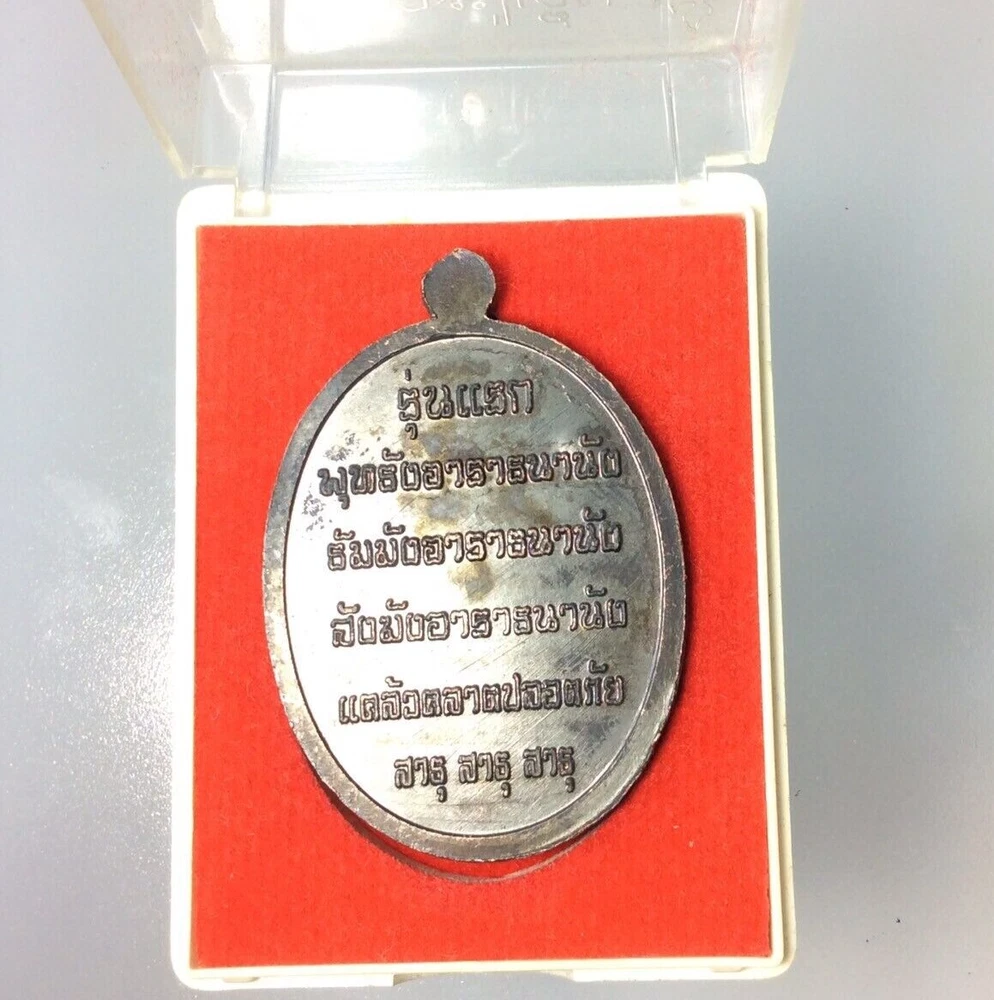 รุ่นแรก
พุทธังอาราธนานัง
ธัมมังอาราธนานัง
สังฆังอาราธนานัง
แคล้วคลาดปลอดภัย
สาธุ สาธุ สาธุ